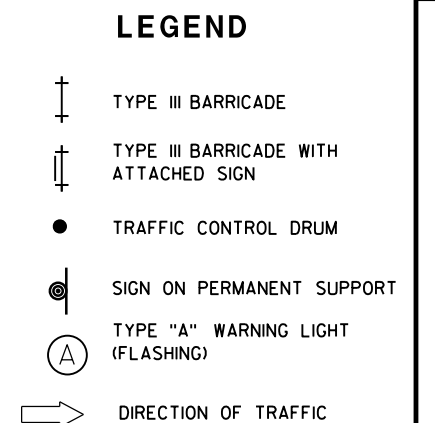 LEGEND
TYPE III BARRICADE
TYPE III BARRICADE WITH
ATTACHED SIGN
TRAFFIC CONTROL DRUM
SIGN ON PERMANENT SUPPORT
TYPE "A" WARNING LIGHT
(FLASHING)
A
DIRECTION OF TRAFFIC